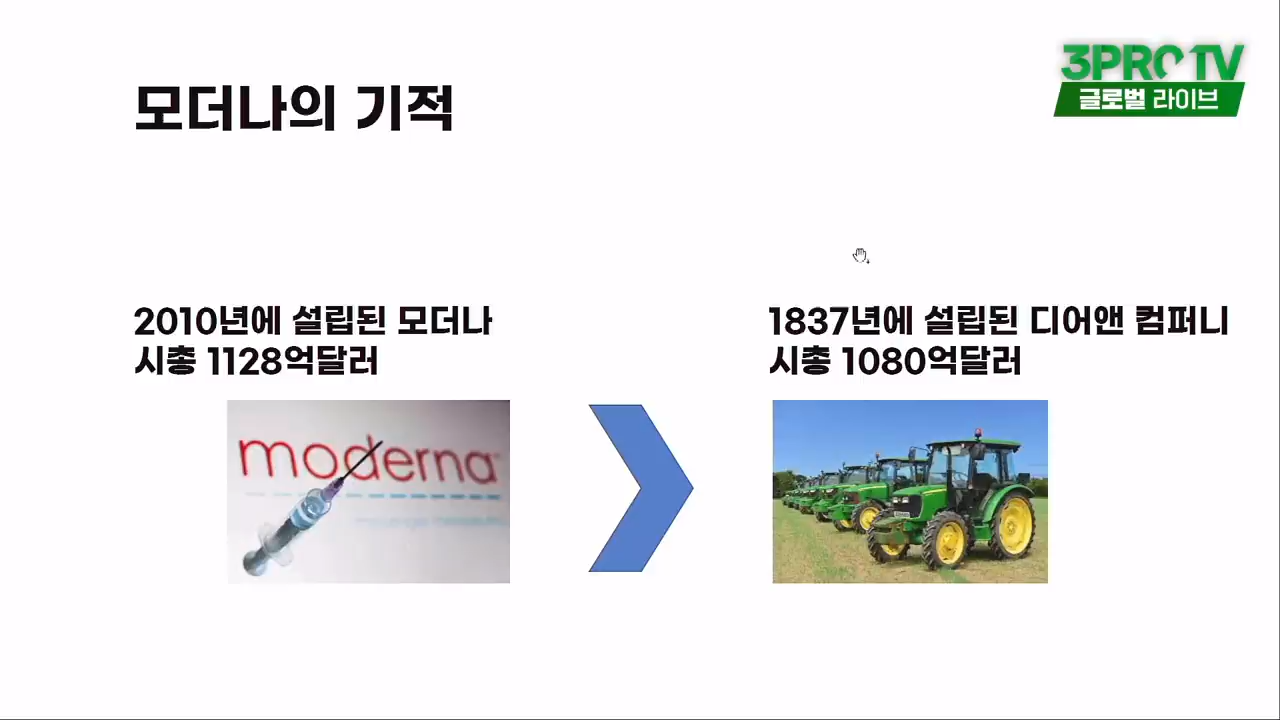 3PRO TV
글로벌 라이브
모더나의 기적
2010년에 설립된 모더나
시총 1128억달러
1837년에 설립된 디어앤 컴퍼니
시총 1080억달러
moderna